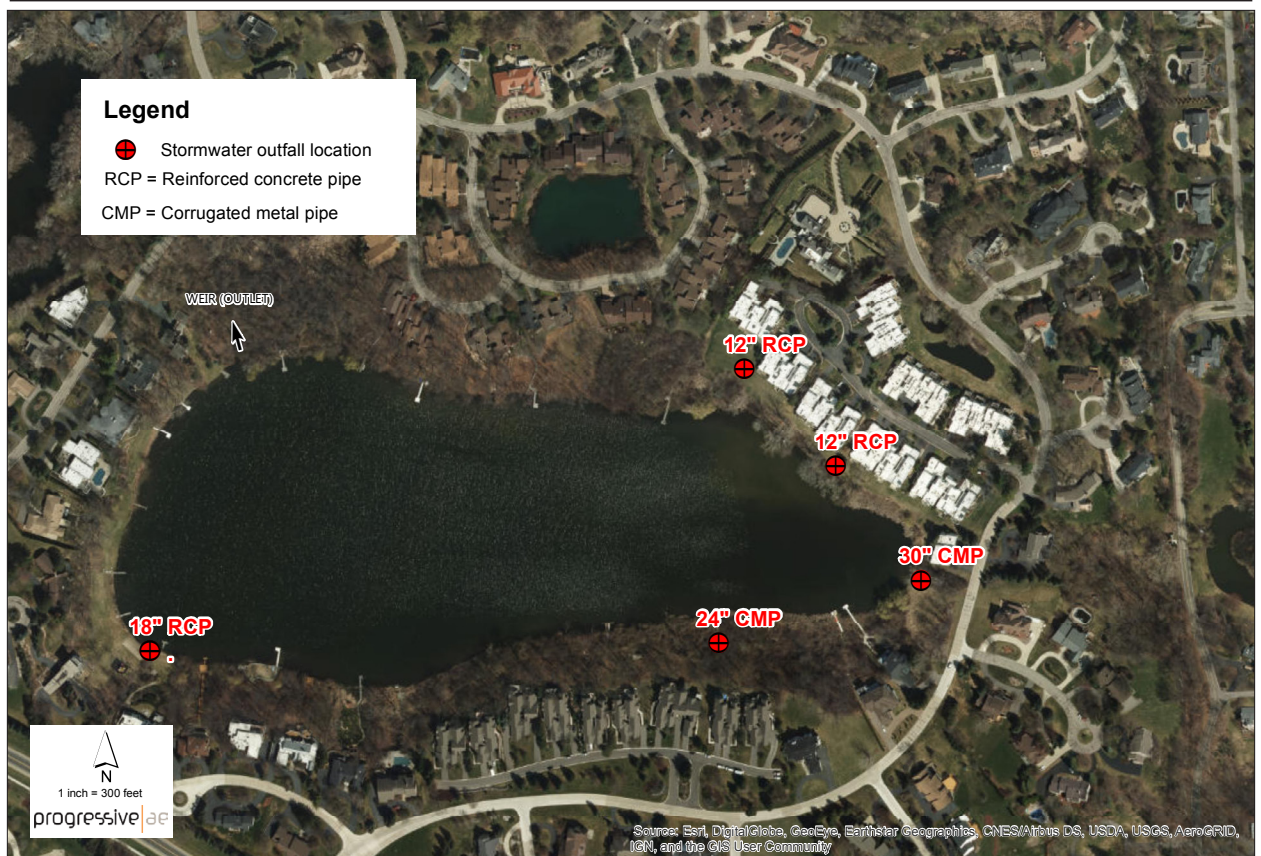 Legend
Stormwater outfall location
RCP = Reinforced concrete pipe
CMP = Corrugated metal pipe
WEIR (OUTLET)
12" RCP
12" RCP
30" CMP
24" CMP
18" RCP
N
1 inch = 300 feet
progressive|ae
Source: Esri, DigitalGlobe, GeoEye, Earthstar Geographics, CNES/Airbus DS, USDA, USGS, AeroGRID,
IGN, and the GIS User Community